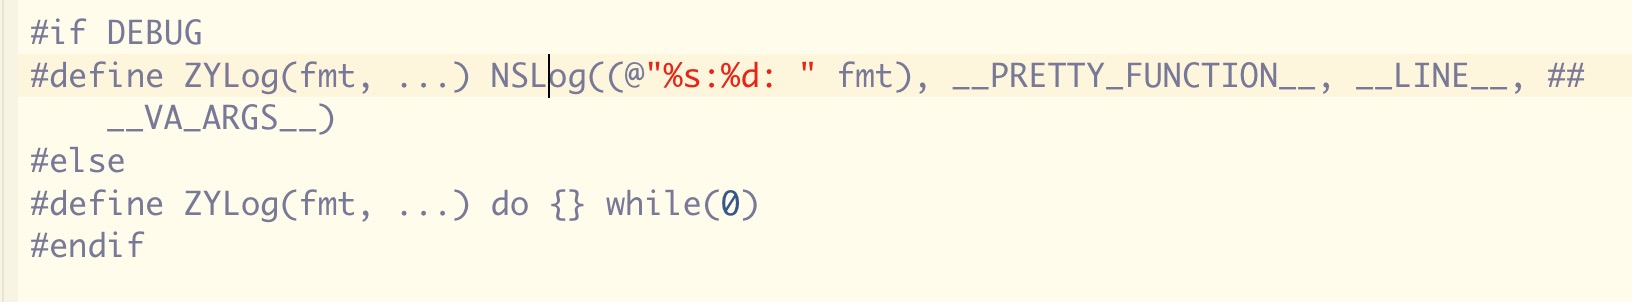 #if DEBUG
#define ZYLog(fmt, ...) NSLog((@"%s:%d: " fmt), __PRETTY_FUNCTION__, __LINE__, ##
__VA_ARGS__)
#else
#define ZYLog(fmt, ...) do {} while(0)
#endif